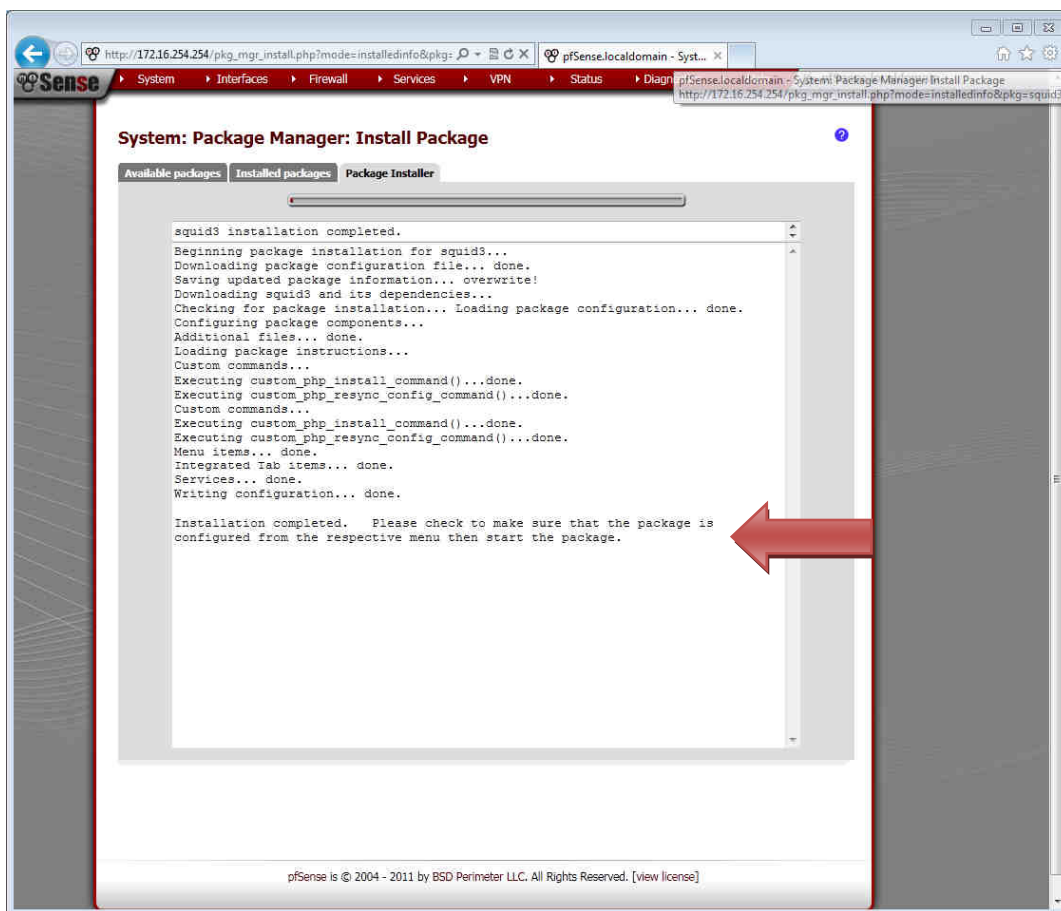 http://172.16.254.254/pkg_mgr_install.php?mode=installedinfo&pkg=
pfSense.localdomain - Syst...
Sense
System Interfaces Firewall Services VPN Status Diagn
pfSense.localdomain - System: Package Manager: Install Package
http://172.16.254.254/pkg_mgr_install.php?mode=installedinfo&pkg=squid3
System: Package Manager: Install Package
?
Available packages Installed packages Package Installer
squid3 installation completed.
Beginning package installation for squid3...
Downloading package configuration file... done.
Saving updated package information... overwrite!
Downloading squid3 and its dependencies...
Checking for package installation... Loading package configuration... done.
Configuring package components...
Additional files... done.
Loading package instructions...
Custom commands...
Executing custom_php_install_command()...done.
Executing custom_php_resync_config_command()...done.
Custom commands...
Executing custom_php_install_command()...done.
Executing custom_php_resync_config_command()...done.
Menu items... done.
Integrated Tab items... done.
Services... done.
Writing configuration... done.
Installation completed. Please check to make sure that the package is
configured from the respective menu then start the package.
pfSense is © 2004 - 2011 by BSD Perimeter LLC. All Rights Reserved. [view license]